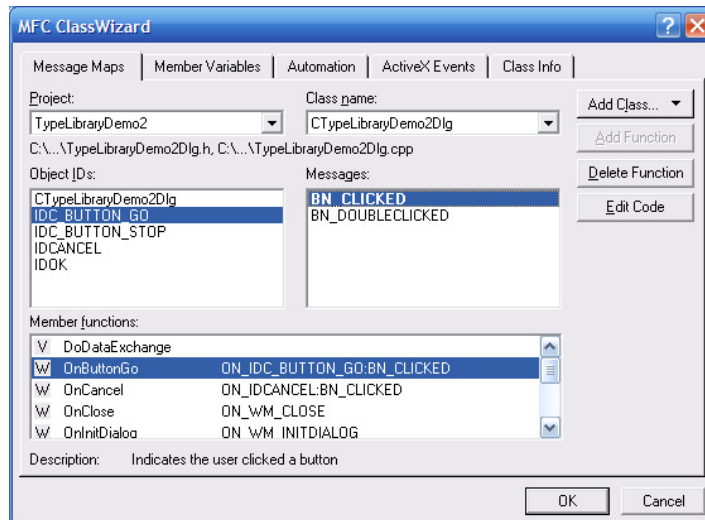 MFC ClassWizard
Message Maps Member Variables Automation ActiveX Events Class Info
Project: Class name:
TypeLibraryDemo2 CTypeLibraryDemo2Dlg Add Class...
C:\...\TypeLibraryDemo2Dlg.h, C:\...\TypeLibraryDemo2Dlg.cpp Add Function
Object IDs: Messages: Delete Function
CTypeLibraryDemo2Dlg BN_CLICKED
IDC_BUTTON_GO BN_DOUBLECLICKED Edit Code
IDC_BUTTON_STOP
IDCANCEL
IDOK
Member functions:
V DoDataExchange
W OnButtonGo ON_IDC_BUTTON_GO:BN_CLICKED
W OnCancel ON_IDCANCEL:BN_CLICKED
W OnClose ON_WM_CLOSE
W OnInitDialog ON_WM_INITDIALOG
Description: Indicates the user clicked a button
OK Cancel